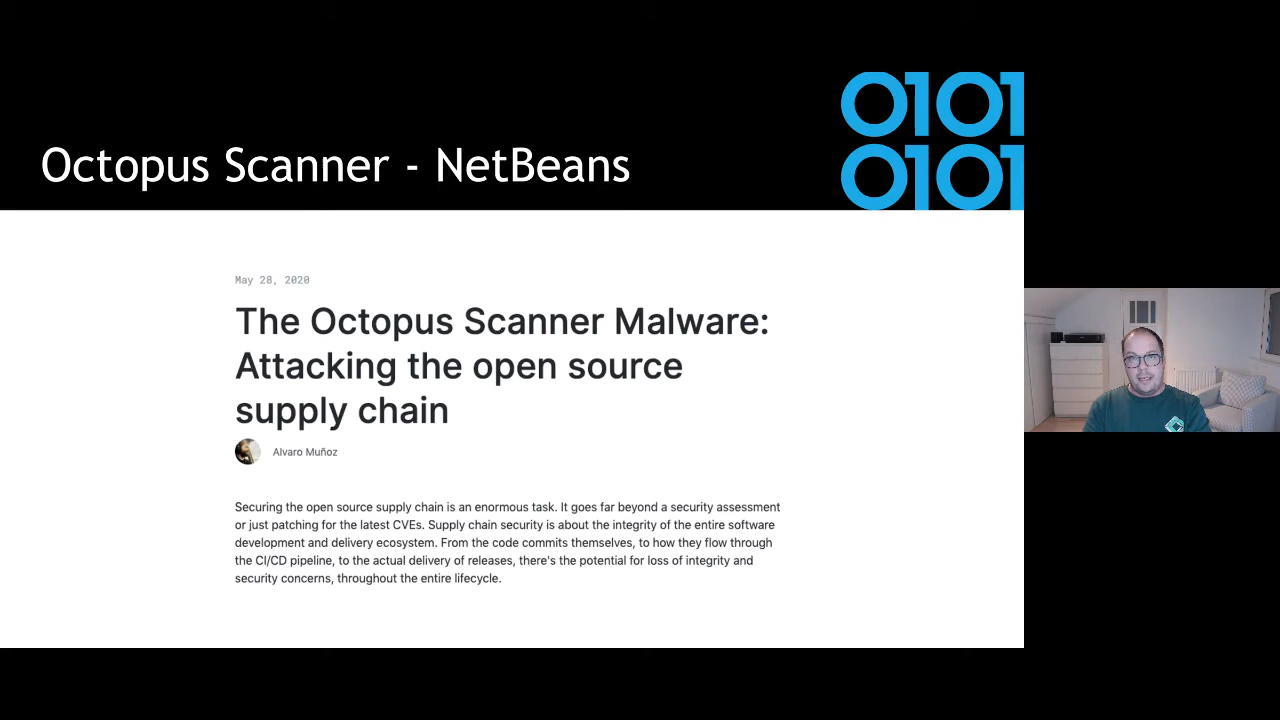 0101
0101
Octopus Scanner - NetBeans
May 28, 2020
The Octopus Scanner Malware:
Attacking the open source
supply chain
Alvaro Muñoz
Securing the open source supply chain is an enormous task. It goes far beyond a security assessment
or just patching for the latest CVEs. Supply chain security is about the integrity of the entire software
development and delivery ecosystem. From the code commits themselves, to how they flow through
the CI/CD pipeline, to the actual delivery of releases, there's the potential for loss of integrity and
security concerns, throughout the entire lifecycle.